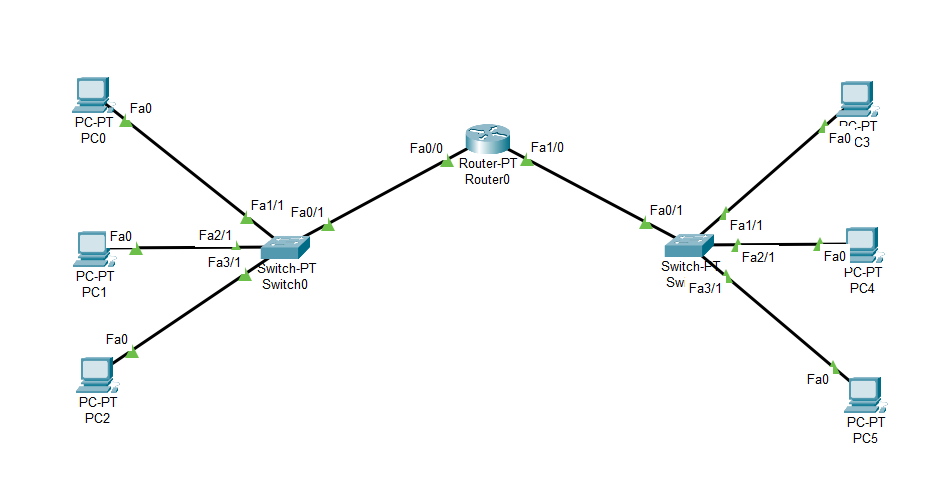 Fa0
PC-PT
PC0
Fa0
PC-PT
PC1
Fa0
PC-PT
PC2
Fa1/1
Fa0/1
Fa2/1
Fa3/1
Switch-PT
Switch0
Fa0/0
Fa1/0
Router-PT
Router0
Fa0/1
Fa1/1
Fa2/1
Switch-PT
Fa3/1
PC-PT
Fa0
C3
Fa0
PC-PT
PC4
Fa0
PC-PT
PC5